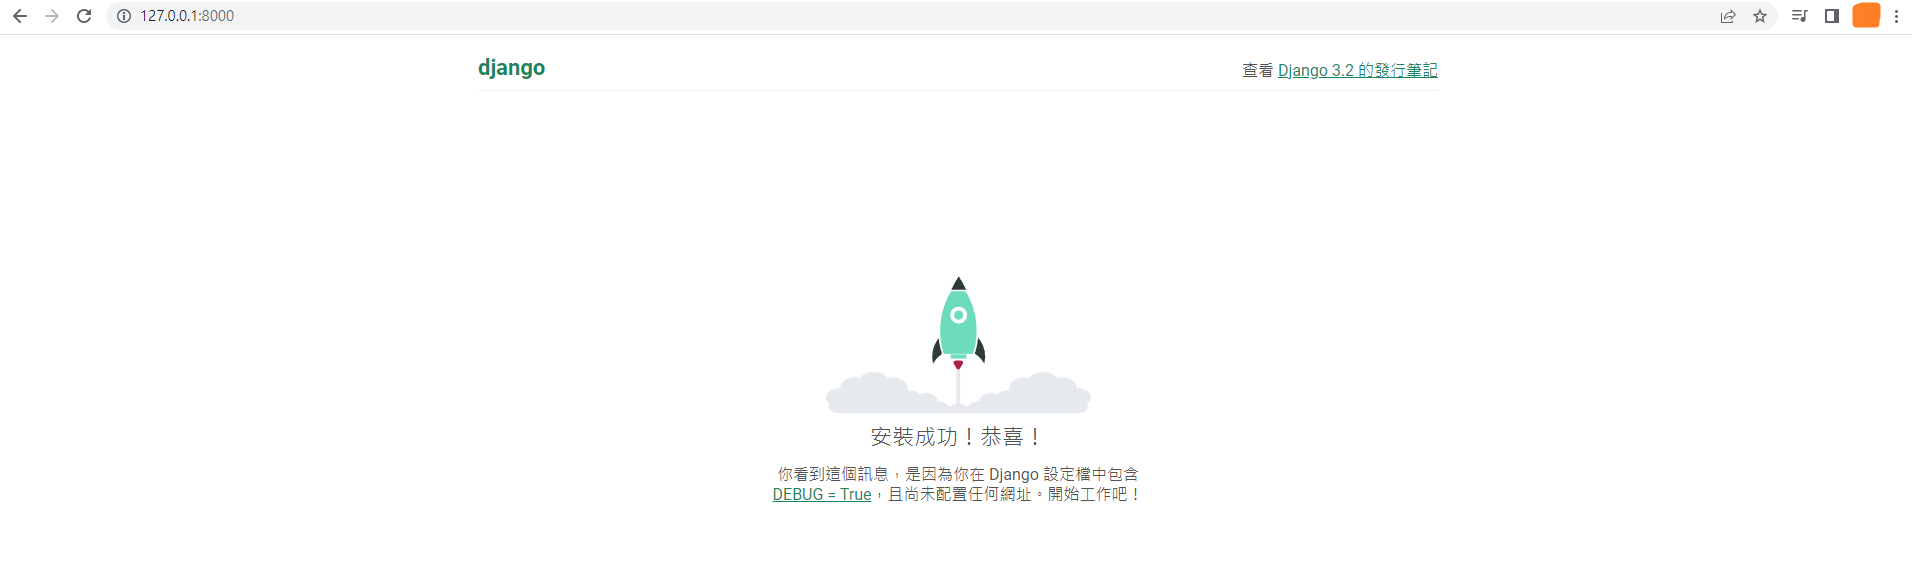 127.0.0.1:8000
django
查看 Django 3.2 的發行筆記
安裝成功！恭喜！
你看到這個訊息，是因為你在 Django 設定檔中包含
DEBUG = True，且尚未配置任何網址。開始工作吧！